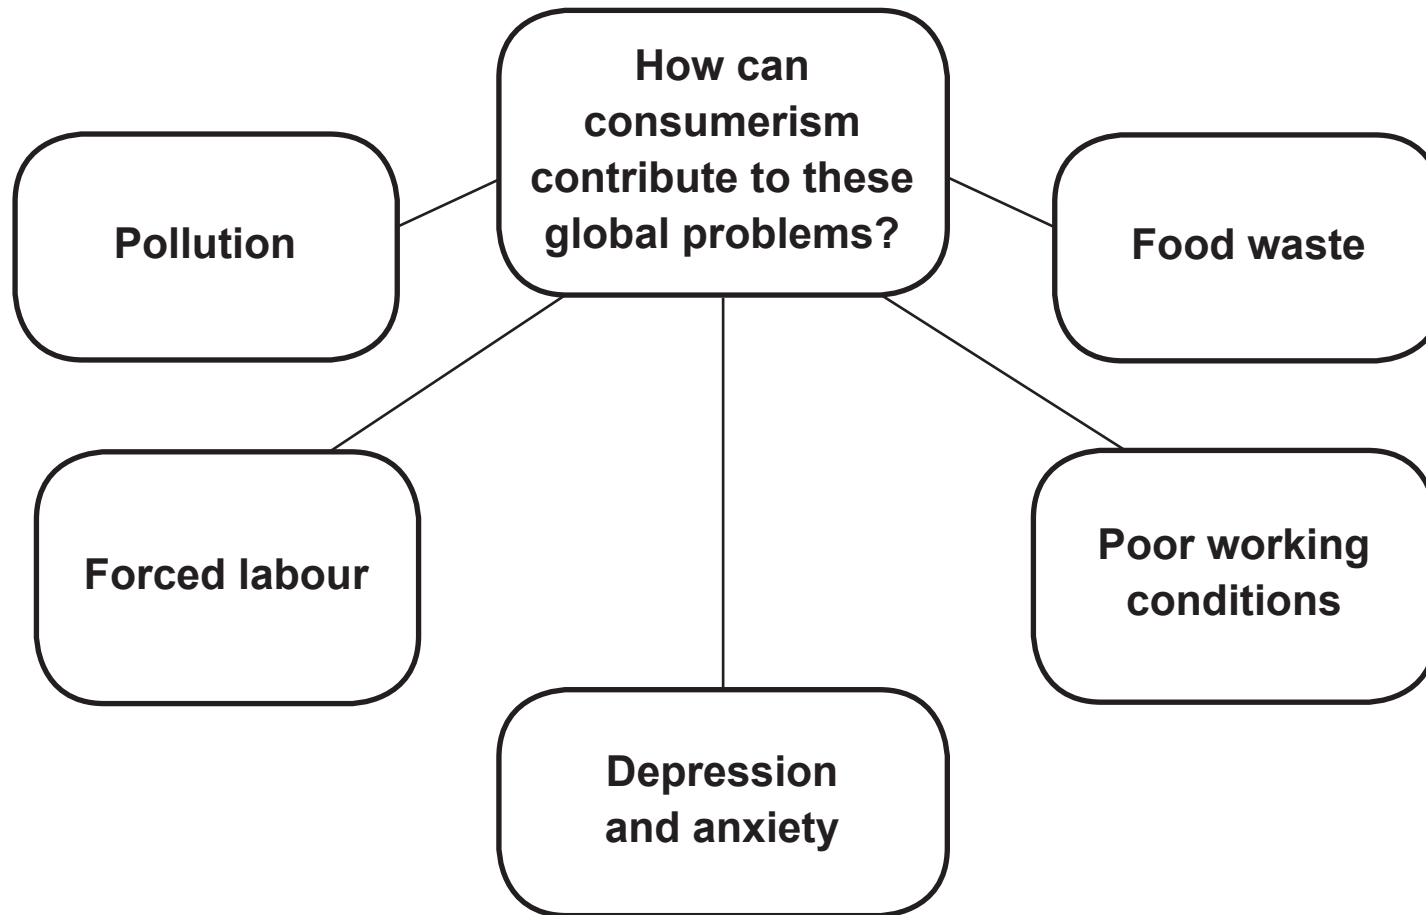 How can
consumerism
contribute to these
global problems?
Pollution
Food waste
Forced labour
Poor working
conditions
Depression
and anxiety